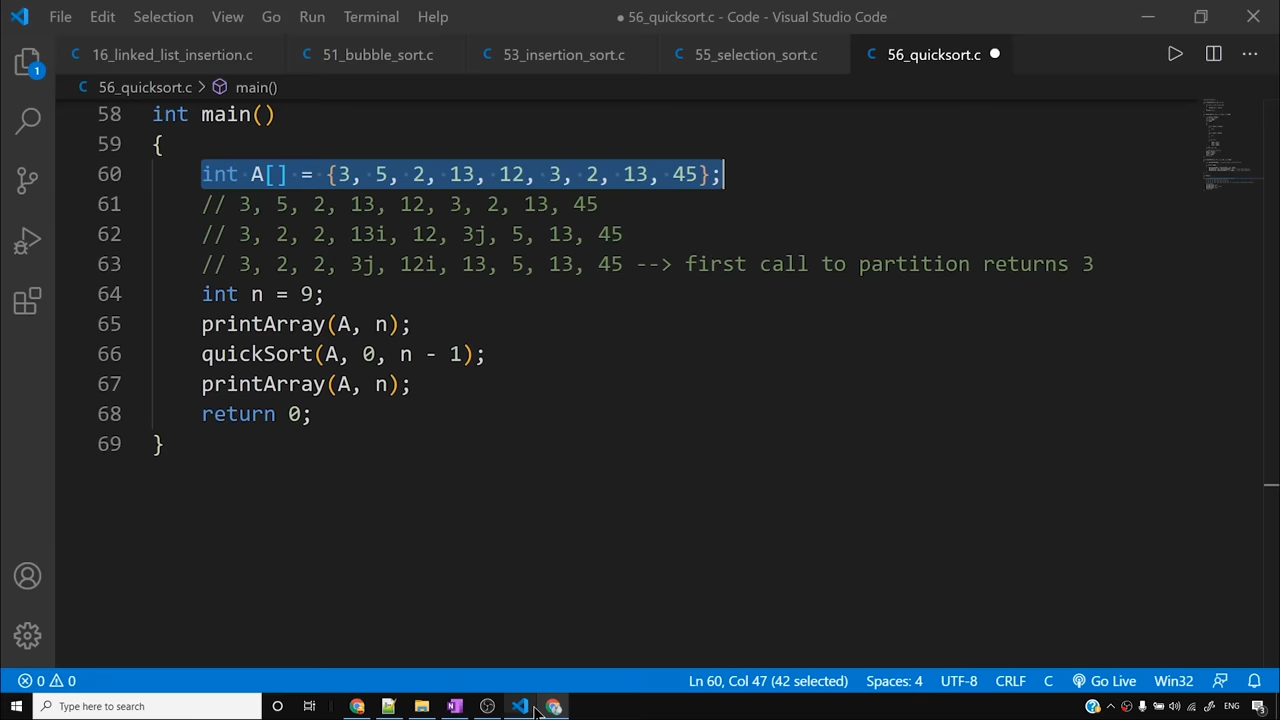 File Edit Selection View Go Run Terminal Help ● 56_quicksort.c - Code - Visual Studio Code
C 16_linked_list_insertion.c C 51_bubble_sort.c C 53_insertion_sort.c C 55_selection_sort.c C 56_quicksort.c ●
C 56_quicksort.c > main()
1
58 int main()
59 {
60 int A[] = {3, 5, 2, 13, 12, 3, 2, 13, 45};
61 // 3, 5, 2, 13, 12, 3, 2, 13, 45
62 // 3, 2, 2, 13i, 12, 3j, 5, 13, 45
63 // 3, 2, 2, 3j, 12i, 13, 5, 13, 45 --> first call to partition returns 3
64 int n = 9;
65 printArray(A, n);
66 quickSort(A, 0, n - 1);
67 printArray(A, n);
68 return 0;
69 }
0 0 Ln 60, Col 47 (42 selected) Spaces: 4 UTF-8 CRLF C Go Live Win32
Type here to search ENG